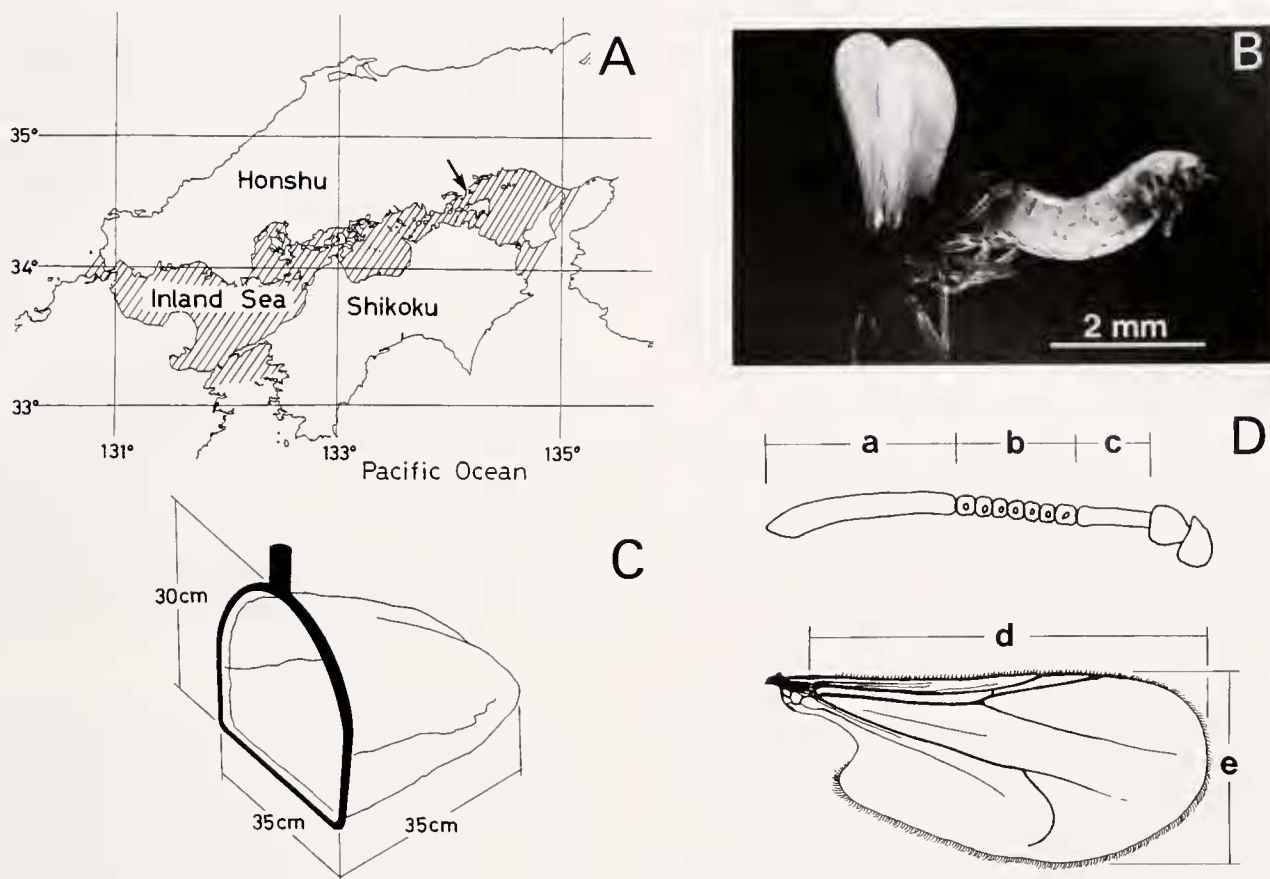 A
35°
Honshu
34°
Inland Sea
Shikoku
33°
131°
133°
135°
Pacific Ocean
B
2 mm
C
30cm
35cm
35cm
D
a
b
c
d
e